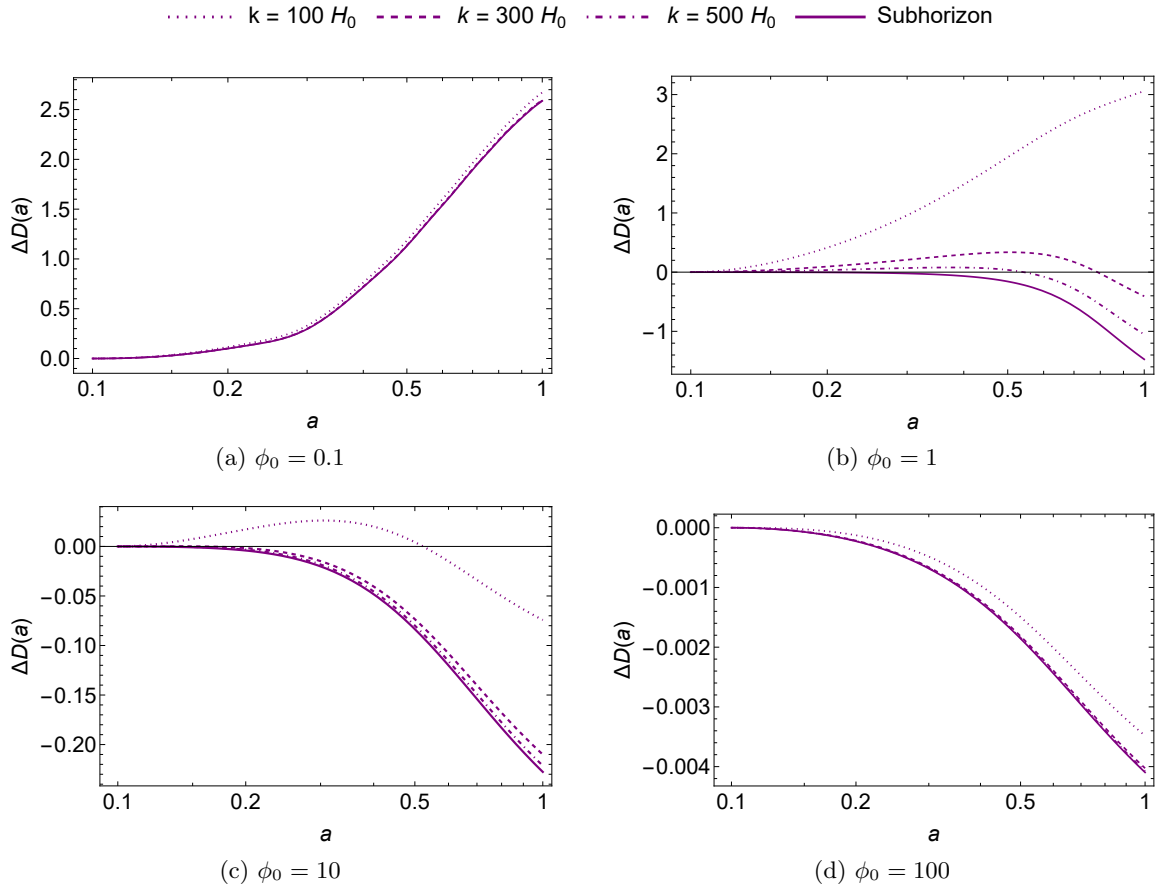 k = 100 H₀ k = 300 H₀ k = 500 H₀ Subhorizon
2.5
2.0
1.5
1.0
0.5
0.0
ΔD(a)
0.1 0.2 0.5 1
a
(a) ϕ₀ = 0.1
3
2
1
0
−1
ΔD(a)
0.1 0.2 0.5 1
a
(b) ϕ₀ = 1
0.00
−0.05
−0.10
−0.15
−0.20
ΔD(a)
0.1 0.2 0.5 1
a
(c) ϕ₀ = 10
0.000
−0.001
−0.002
−0.003
−0.004
ΔD(a)
0.1 0.2 0.5 1
a
(d) ϕ₀ = 100